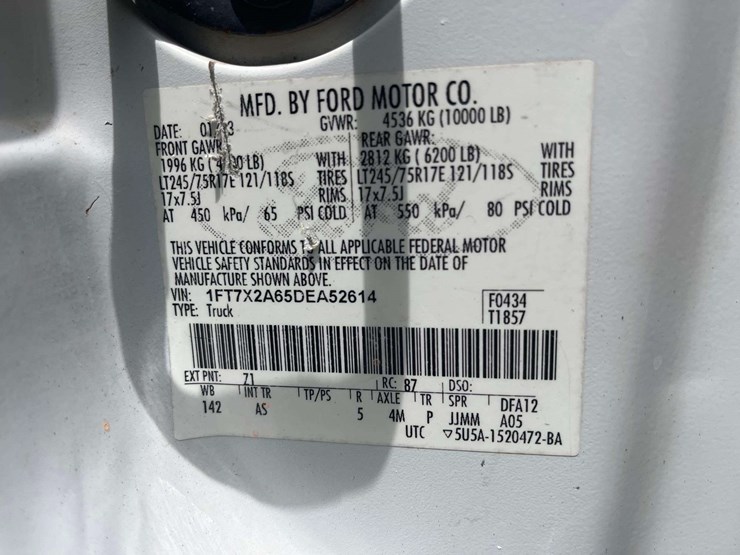 MFD. BY FORD MOTOR CO.
DATE: GVWR: 4536 KG (10000 LB)
FRONT GAWR: REAR GAWR:
1996 KG ( LB) WITH 2812 KG ( 6200 LB) WITH
LT245/75R17E 121/118S TIRES LT245/75R17E 121/118S TIRES
17x7.5J RIMS 17x7.5J RIMS
AT 450 kPa/ 65 PSI COLD AT 550 kPa/ 80 PSI COLD
THIS VEHICLE CONFORMS TO ALL APPLICABLE FEDERAL MOTOR
VEHICLE SAFETY STANDARDS IN EFFECT ON THE DATE OF
MANUFACTURE SHOWN ABOVE.
VIN: 1FT7X2A65DEA52614 F0434
TYPE: Truck T1857
EXT PNT: Z1 RC: 87 DSO:
WB INT TR TP/PS R AXLE TR SPR DFA12
142 AS 5 4M P JJMM A05
UTC ▽5U5A-1520472-BA